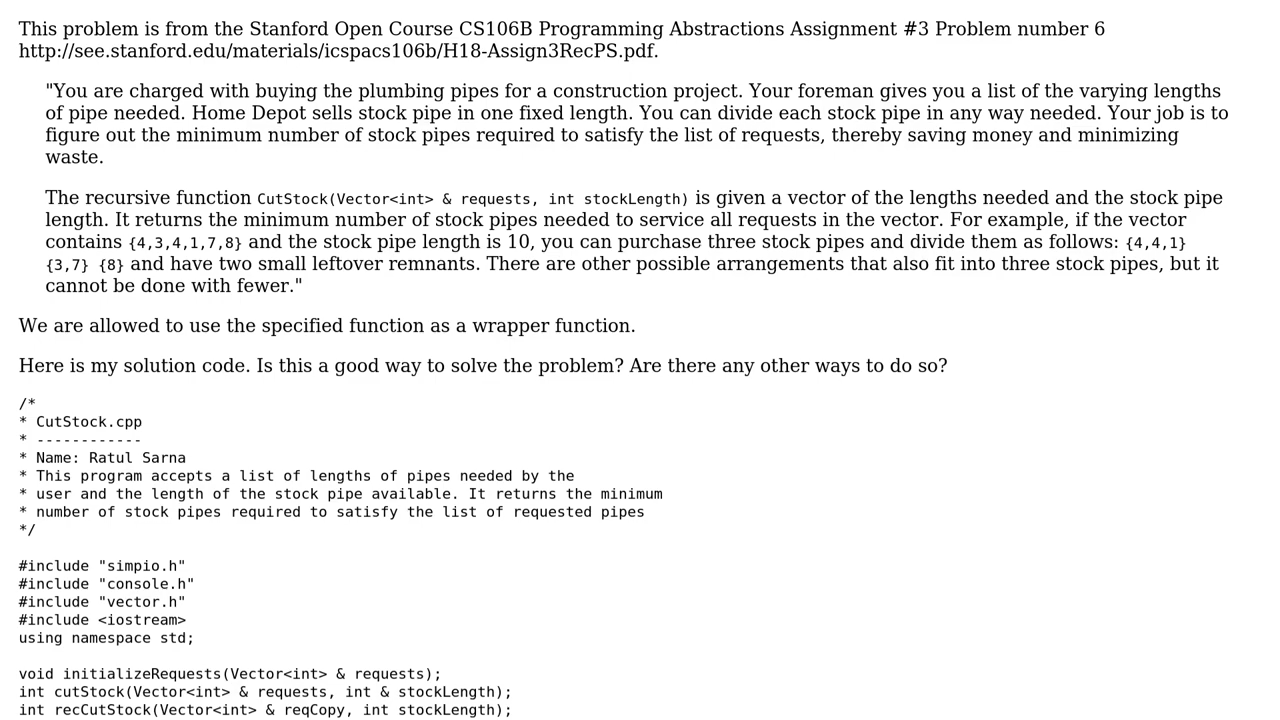 This problem is from the Stanford Open Course CS106B Programming Abstractions Assignment #3 Problem number 6
http://see.stanford.edu/materials/icspacs106b/H18-Assign3RecPS.pdf.
"You are charged with buying the plumbing pipes for a construction project. Your foreman gives you a list of the varying lengths
of pipe needed. Home Depot sells stock pipe in one fixed length. You can divide each stock pipe in any way needed. Your job is to
figure out the minimum number of stock pipes required to satisfy the list of requests, thereby saving money and minimizing
waste.
The recursive function CutStock(Vector<int> & requests, int stockLength) is given a vector of the lengths needed and the stock pipe
length. It returns the minimum number of stock pipes needed to service all requests in the vector. For example, if the vector
contains {4,3,4,1,7,8} and the stock pipe length is 10, you can purchase three stock pipes and divide them as follows: {4,4,1}
{3,7} {8} and have two small leftover remnants. There are other possible arrangements that also fit into three stock pipes, but it
cannot be done with fewer."
We are allowed to use the specified function as a wrapper function.
Here is my solution code. Is this a good way to solve the problem? Are there any other ways to do so?
/*
* CutStock.cpp
* ------------
* Name: Ratul Sarna
* This program accepts a list of lengths of pipes needed by the
* user and the length of the stock pipe available. It returns the minimum
* number of stock pipes required to satisfy the list of requested pipes
*/
#include "simpio.h"
#include "console.h"
#include "vector.h"
#include <iostream>
using namespace std;
void initializeRequests(Vector<int> & requests);
int cutStock(Vector<int> & requests, int & stockLength);
int recCutStock(Vector<int> & reqCopy, int stockLength);